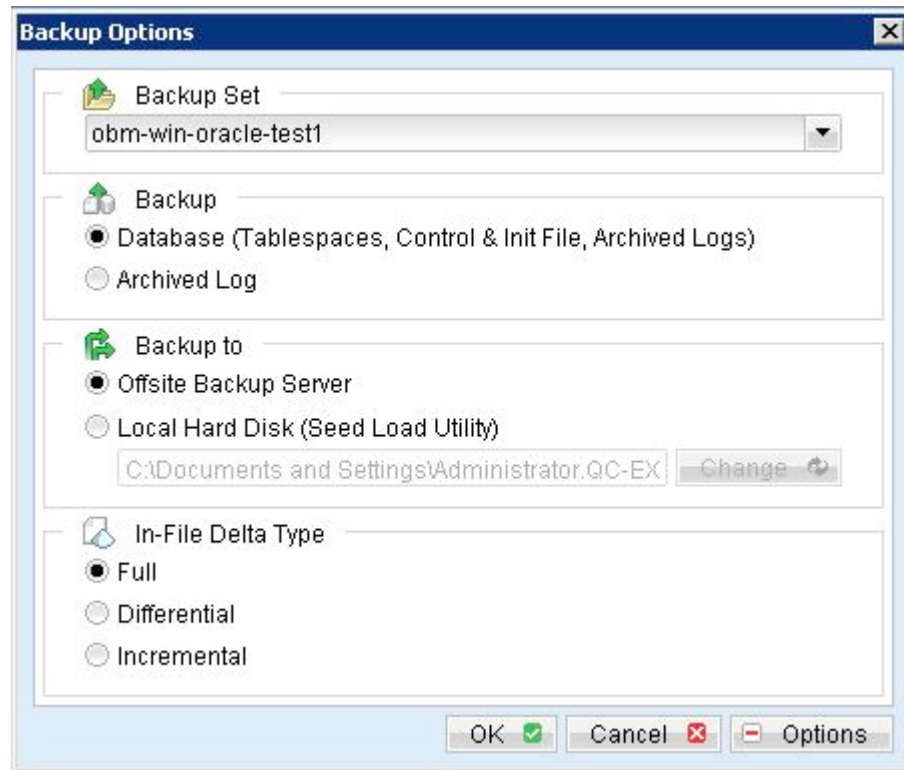 Backup Options
Backup Set
obm-win-oracle-test1
Backup
Database (Tablespaces, Control & Init File, Archived Logs)
Archived Log
Backup to
Offsite Backup Server
Local Hard Disk (Seed Load Utility)
C:\Documents and Settings\Administrator.QC-EX Change
In-File Delta Type
Full
Differential
Incremental
OK Cancel Options